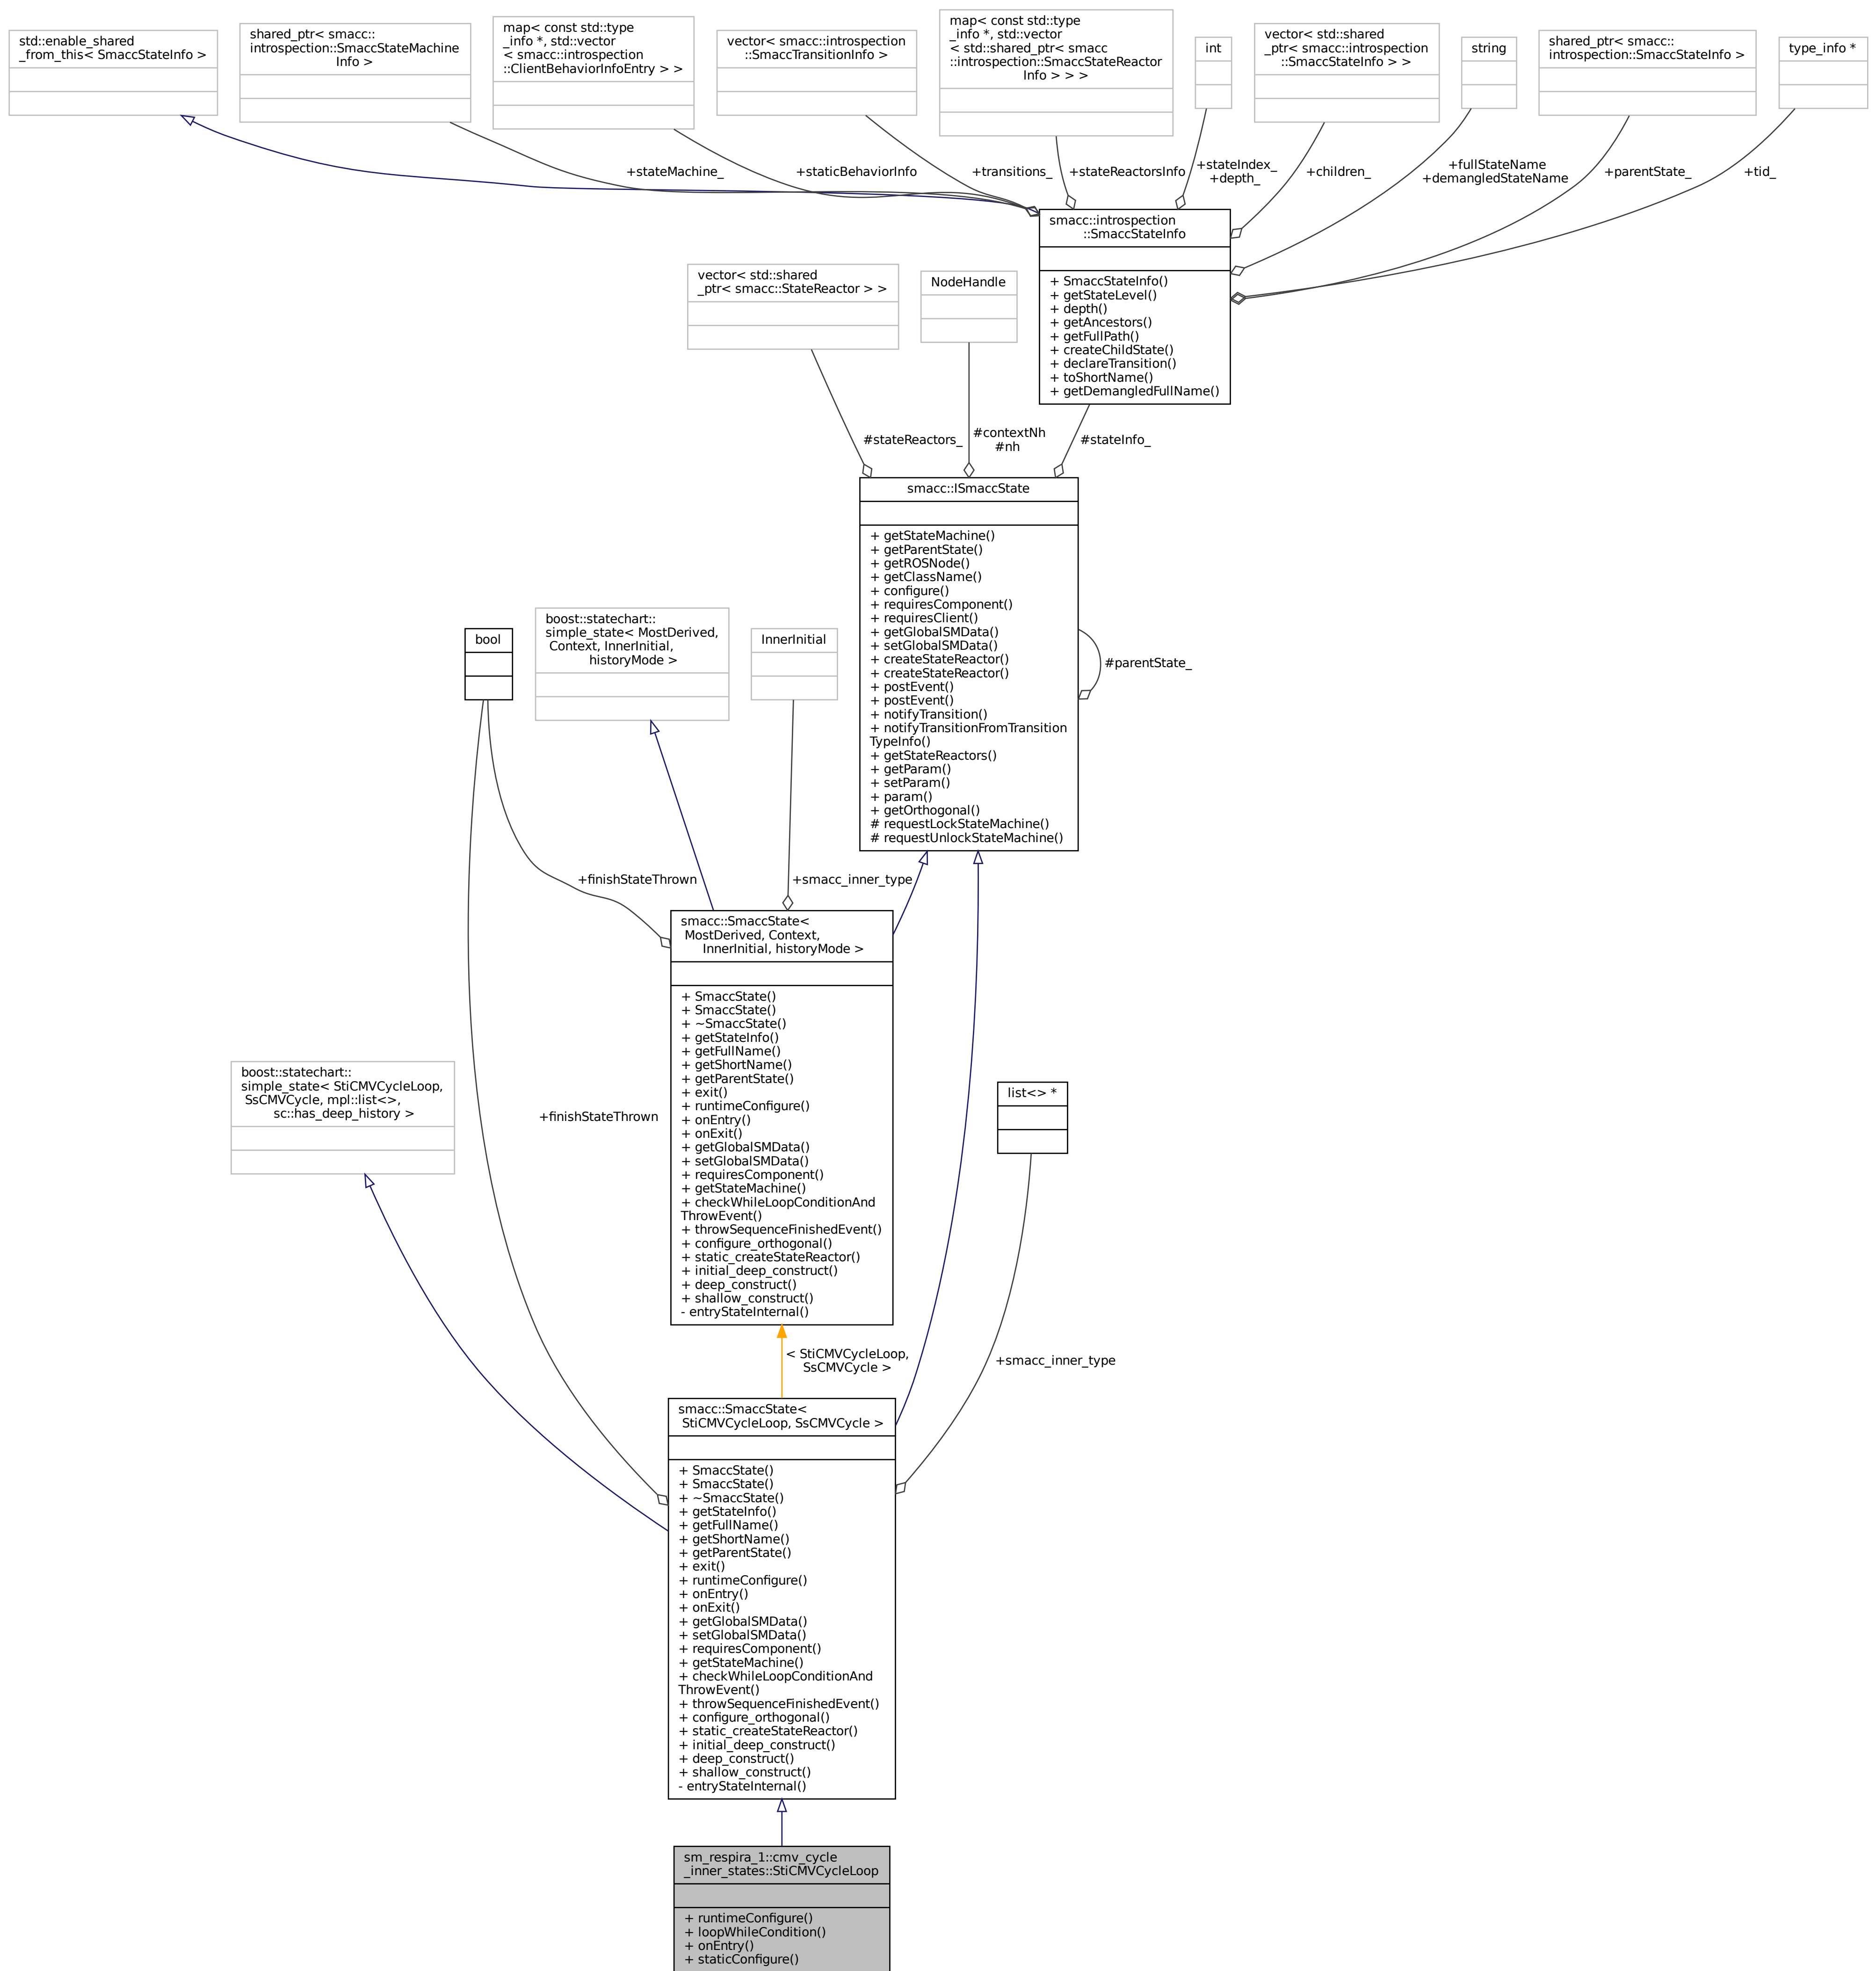 std::enable_shared
_from_this< SmaccStateInfo >
shared_ptr< smacc::
introspection::SmaccStateMachine
Info >
map< const std::type
_info *, std::vector
< smacc::introspection
::ClientBehaviorInfoEntry > >
vector< smacc::introspection
::SmaccTransitionInfo >
map< const std::type
_info *, std::vector
< std::shared_ptr< smacc
::introspection::SmaccStateReactor
Info > > >
int
vector< std::shared
_ptr< smacc::introspection
::SmaccStateInfo > >
string
shared_ptr< smacc::
introspection::SmaccStateInfo >
type_info *
+stateMachine_
+staticBehaviorInfo
+transitions_
+stateReactorsInfo
+stateIndex_
+depth_
+children_
+fullStateName
+demangledStateName
+parentState_
+tid_
smacc::introspection
::SmaccStateInfo
+ SmaccStateInfo()
+ getStateLevel()
+ depth()
+ getAncestors()
+ getFullPath()
+ createChildState()
+ declareTransition()
+ toShortName()
+ getDemangledFullName()
vector< std::shared
_ptr< smacc::StateReactor > >
NodeHandle
#stateReactors_
#contextNh
#nh
#stateInfo_
smacc::ISmaccState
+ getStateMachine()
+ getParentState()
+ getROSNode()
+ getClassName()
+ configure()
+ requiresComponent()
+ requiresClient()
+ getGlobalSMData()
+ setGlobalSMData()
+ createStateReactor()
+ createStateReactor()
+ postEvent()
+ postEvent()
+ notifyTransition()
+ notifyTransitionFromTransition
TypeInfo()
+ getStateReactors()
+ getParam()
+ setParam()
+ param()
+ getOrthogonal()
# requestLockStateMachine()
# requestUnlockStateMachine()
#parentState_
bool
boost::statechart::
simple_state< MostDerived,
Context, InnerInitial,
historyMode >
InnerInitial
+finishStateThrown
+smacc_inner_type
smacc::SmaccState<
MostDerived, Context,
InnerInitial, historyMode >
+ SmaccState()
+ SmaccState()
+ ~SmaccState()
+ getStateInfo()
+ getFullName()
+ getShortName()
+ getParentState()
+ exit()
+ runtimeConfigure()
+ onEntry()
+ onExit()
+ getGlobalSMData()
+ setGlobalSMData()
+ requiresComponent()
+ getStateMachine()
+ checkWhileLoopConditionAnd
ThrowEvent()
+ throwSequenceFinishedEvent()
+ configure_orthogonal()
+ static_createStateReactor()
+ initial_deep_construct()
+ deep_construct()
+ shallow_construct()
- entryStateInternal()
boost::statechart::
simple_state< StiCMVCycleLoop,
SsCMVCycle, mpl::list<>,
sc::has_deep_history >
+finishStateThrown
list<> *
< StiCMVCycleLoop,
SsCMVCycle >
+smacc_inner_type
smacc::SmaccState<
StiCMVCycleLoop, SsCMVCycle >
+ SmaccState()
+ SmaccState()
+ ~SmaccState()
+ getStateInfo()
+ getFullName()
+ getShortName()
+ getParentState()
+ exit()
+ runtimeConfigure()
+ onEntry()
+ onExit()
+ getGlobalSMData()
+ setGlobalSMData()
+ requiresComponent()
+ getStateMachine()
+ checkWhileLoopConditionAnd
ThrowEvent()
+ throwSequenceFinishedEvent()
+ configure_orthogonal()
+ static_createStateReactor()
+ initial_deep_construct()
+ deep_construct()
+ shallow_construct()
- entryStateInternal()
sm_respira_1::cmv_cycle
_inner_states::StiCMVCycleLoop
+ runtimeConfigure()
+ loopWhileCondition()
+ onEntry()
+ staticConfigure()